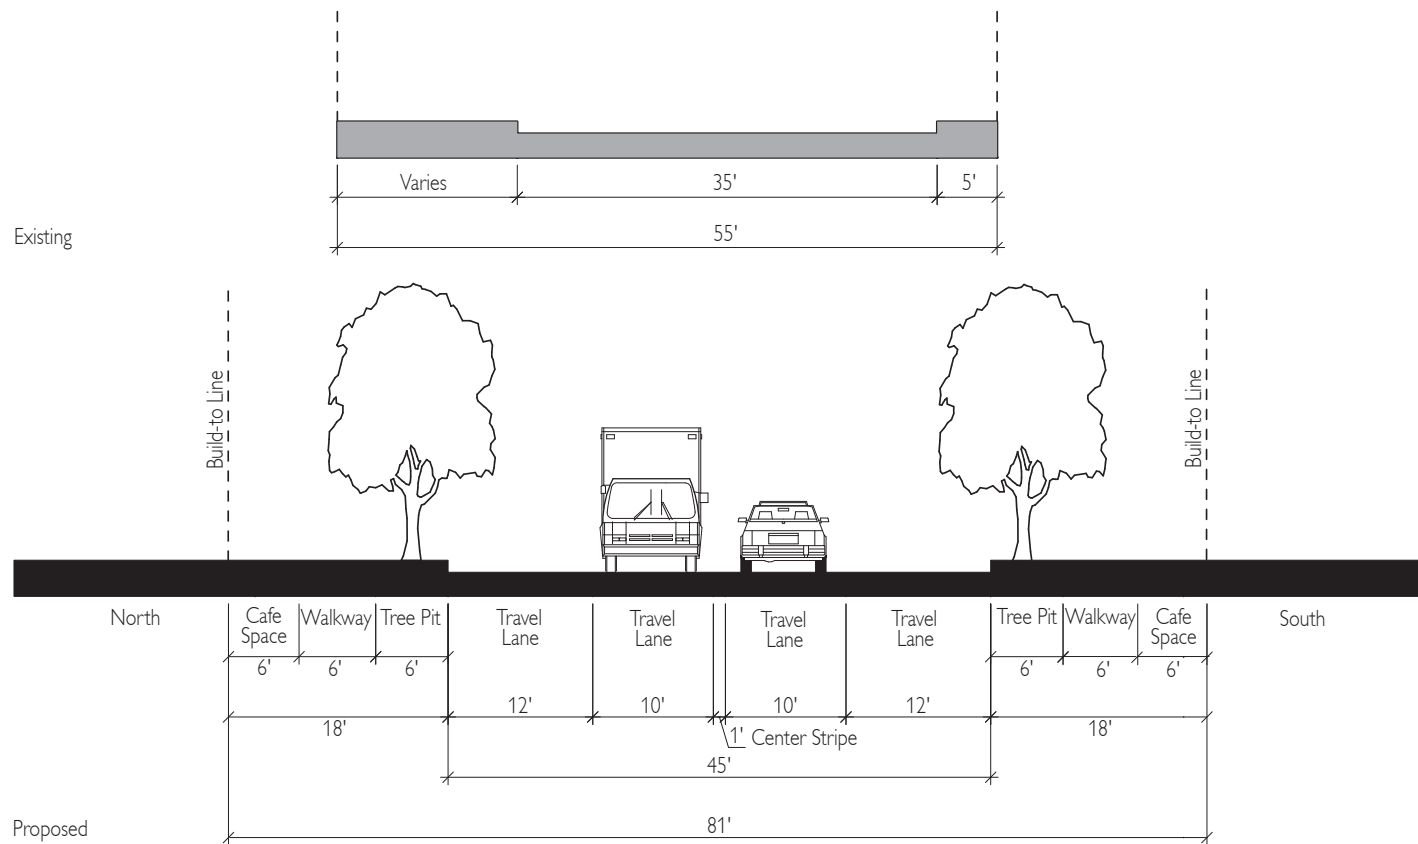 Varies
35'
5'
55'
Existing
Build-to Line
Build-to Line
North
Cafe
Space
Walkway
Tree Pit
Travel
Lane
Travel
Lane
Travel
Lane
Travel
Lane
Tree Pit
Walkway
Cafe
Space
South
6'
6'
6'
6'
6'
6'
12'
10'
10'
12'
18'
1' Center Stripe
18'
45'
81'
Proposed